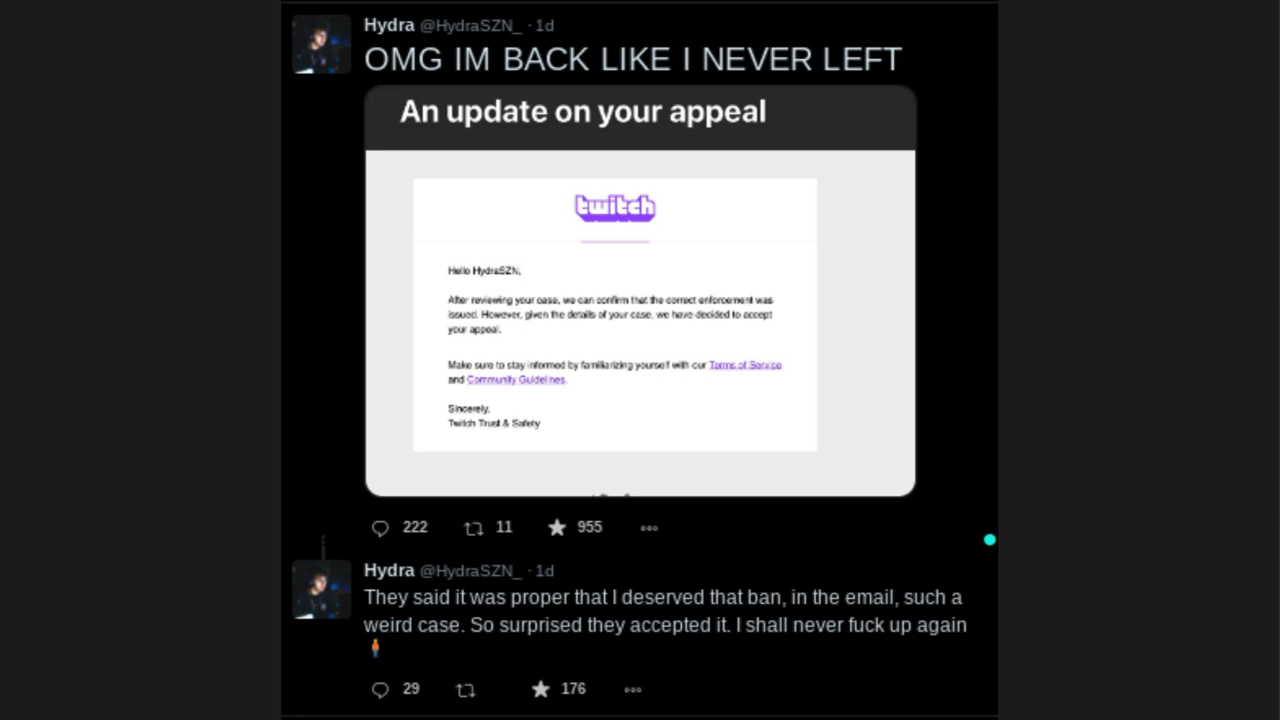 Hydra @HydraSZN_ · 1d
OMG IM BACK LIKE I NEVER LEFT
An update on your appeal
twitch
Hello HydraSZN,
After reviewing your case, we can confirm that the correct enforcement was
issued. However, given the details of your case, we have decided to accept
your appeal.
Make sure to stay informed by familiarizing yourself with our Terms of Service
and Community Guidelines.
Sincerely,
Twitch Trust & Safety
222 11 955
Hydra @HydraSZN_ · 1d
They said it was proper that I deserved that ban, in the email, such a
weird case. So surprised they accepted it. I shall never fuck up again
29 176